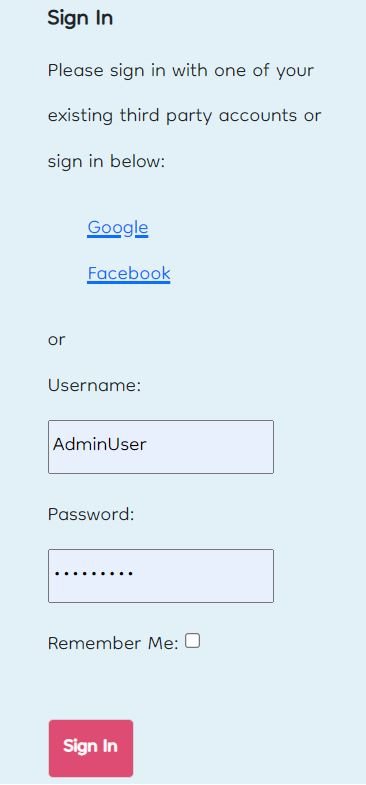 Sign In
Please sign in with one of your
existing third party accounts or
sign in below:
Google
Facebook
or
Username:
AdminUser
Password:
•••••••••
Remember Me:
Sign In